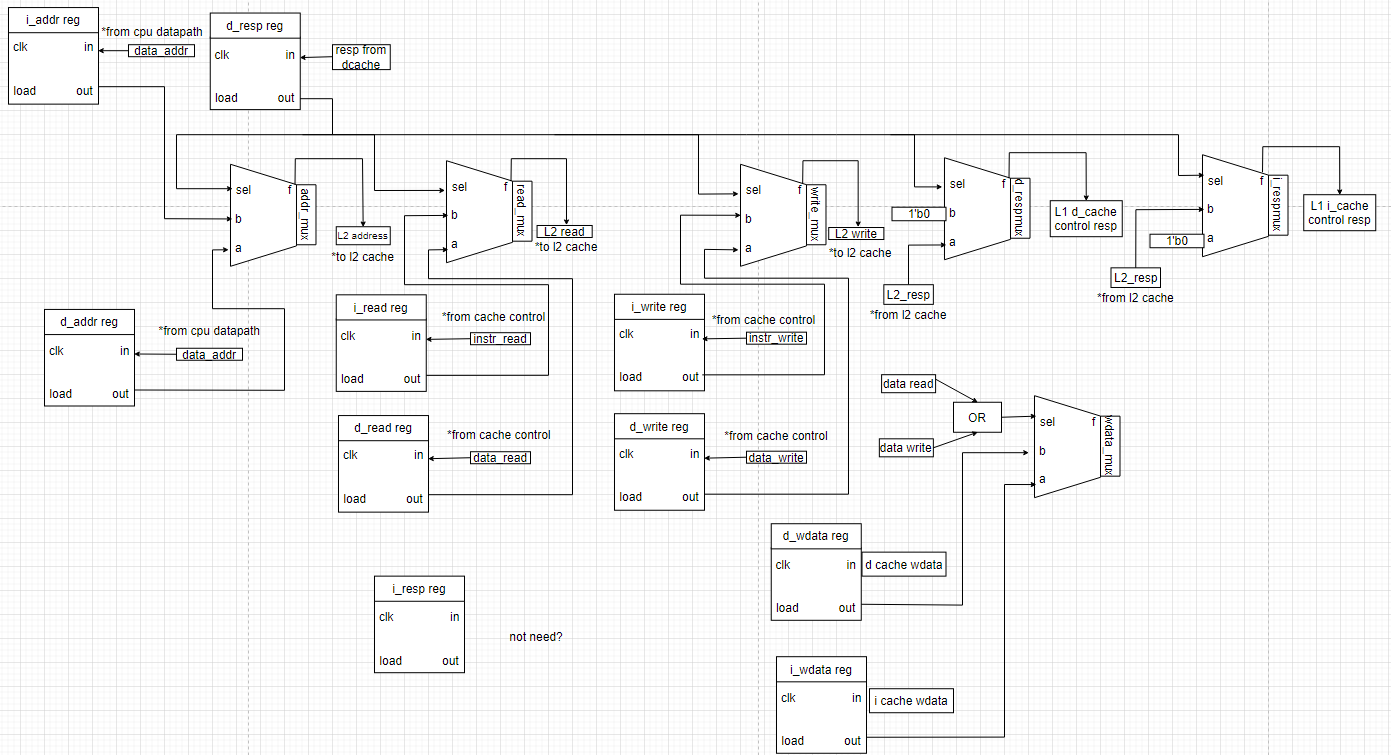 i_addr reg
clk
in
load
out
*from cpu datapath
data_addr
d_resp reg
clk
in
load
out
resp from
dcache
sel
b
a
f
addr_mux
L2 address
*to l2 cache
sel
b
a
f
read_mux
L2 read
*to l2 cache
sel
b
a
f
write_mux
L2 write
*to l2 cache
sel
b
a
f
d_respmux
1'b0
L2_resp
*from l2 cache
L1 d_cache
control resp
sel
b
a
f
i_respmux
1'b0
L2_resp
*from l2 cache
L1 i_cache
control resp
d_addr reg
clk
in
load
out
*from cpu datapath
data_addr
i_read reg
clk
in
load
out
*from cache control
instr_read
i_write reg
clk
in
load
out
*from cache control
instr_write
d_read reg
clk
in
load
out
*from cache control
data_read
d_write reg
clk
in
load
out
*from cache control
data_write
data read
OR
data write
sel
b
a
f
wdata_mux
d_wdata reg
clk
in
load
out
d cache wdata
i_resp reg
clk
in
load
out
not need?
i_wdata reg
clk
in
load
out
i cache wdata